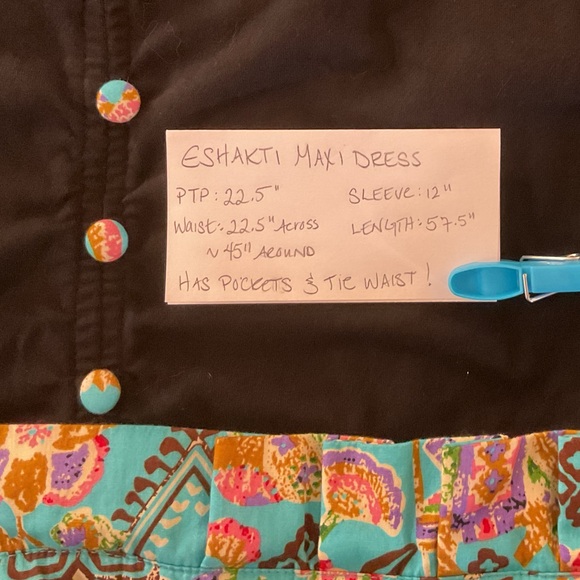 ESHAKTI MAXI DRESS
PTP: 22.5" SLEEVE: 12"
Waist: 22.5" Across LENGTH: 57.5"
~ 45" AROUND
HAS POCKETS & TIE WAIST!